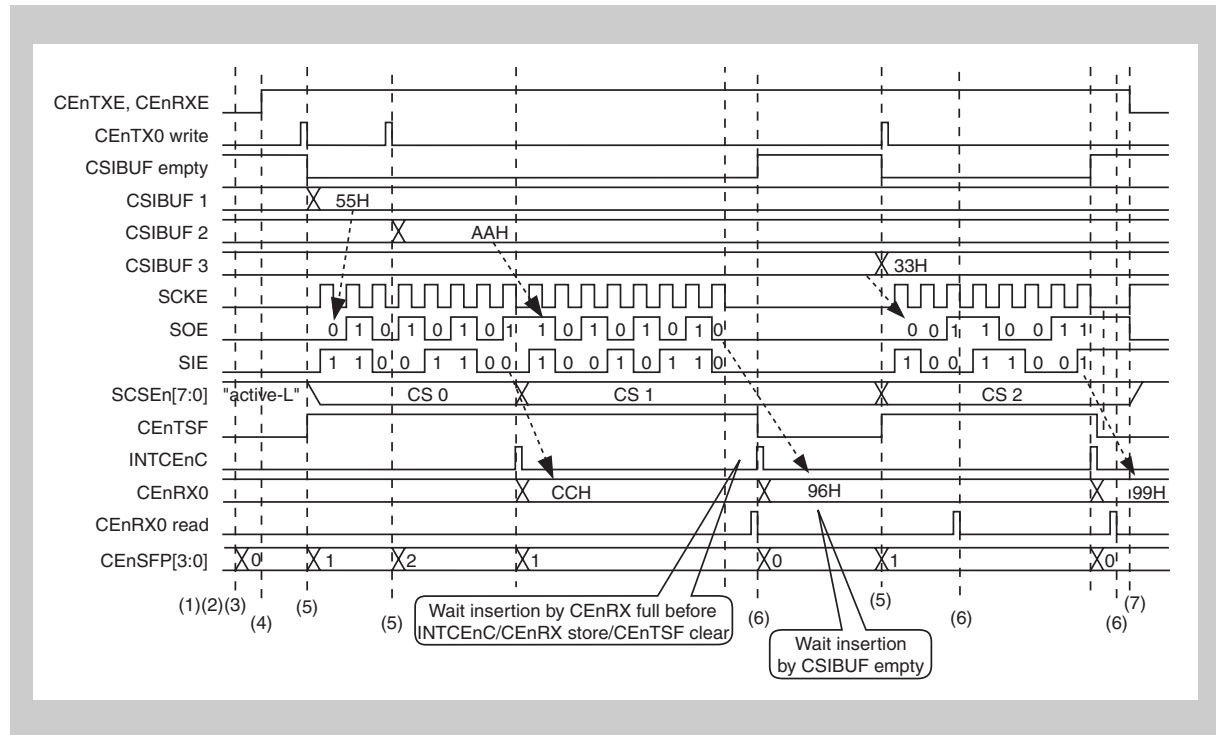 CEnTXE, CEnRXE
CEnTX0 write
CSIBUF empty
CSIBUF 1
55H
CSIBUF 2
AAH
CSIBUF 3
33H
SCKE
SOE
0 1 0 1 0 1 0 1 1 0 1 0 1 0 1 0 0 0 1 1 0 0 1 1
SIE
1 1 0 0 1 1 0 0 1 0 0 1 0 1 1 0 1 0 0 1 1 0 0 1
SCSEn[7:0] "active-L" CS 0 CS 1 CS 2
CEnTSF
INTCEnC
CEnRX0 CCH 96H 99H
CEnRX0 read
CEnSFP[3:0] 0 1 2 1 0 1 0
(1)(2)(3) (4) (5) (5) (6) (5) (6) (6) (7)
Wait insertion by CEnRX full before
INTCEnC/CEnRX store/CEnTSF clear
Wait insertion
by CSIBUF empty